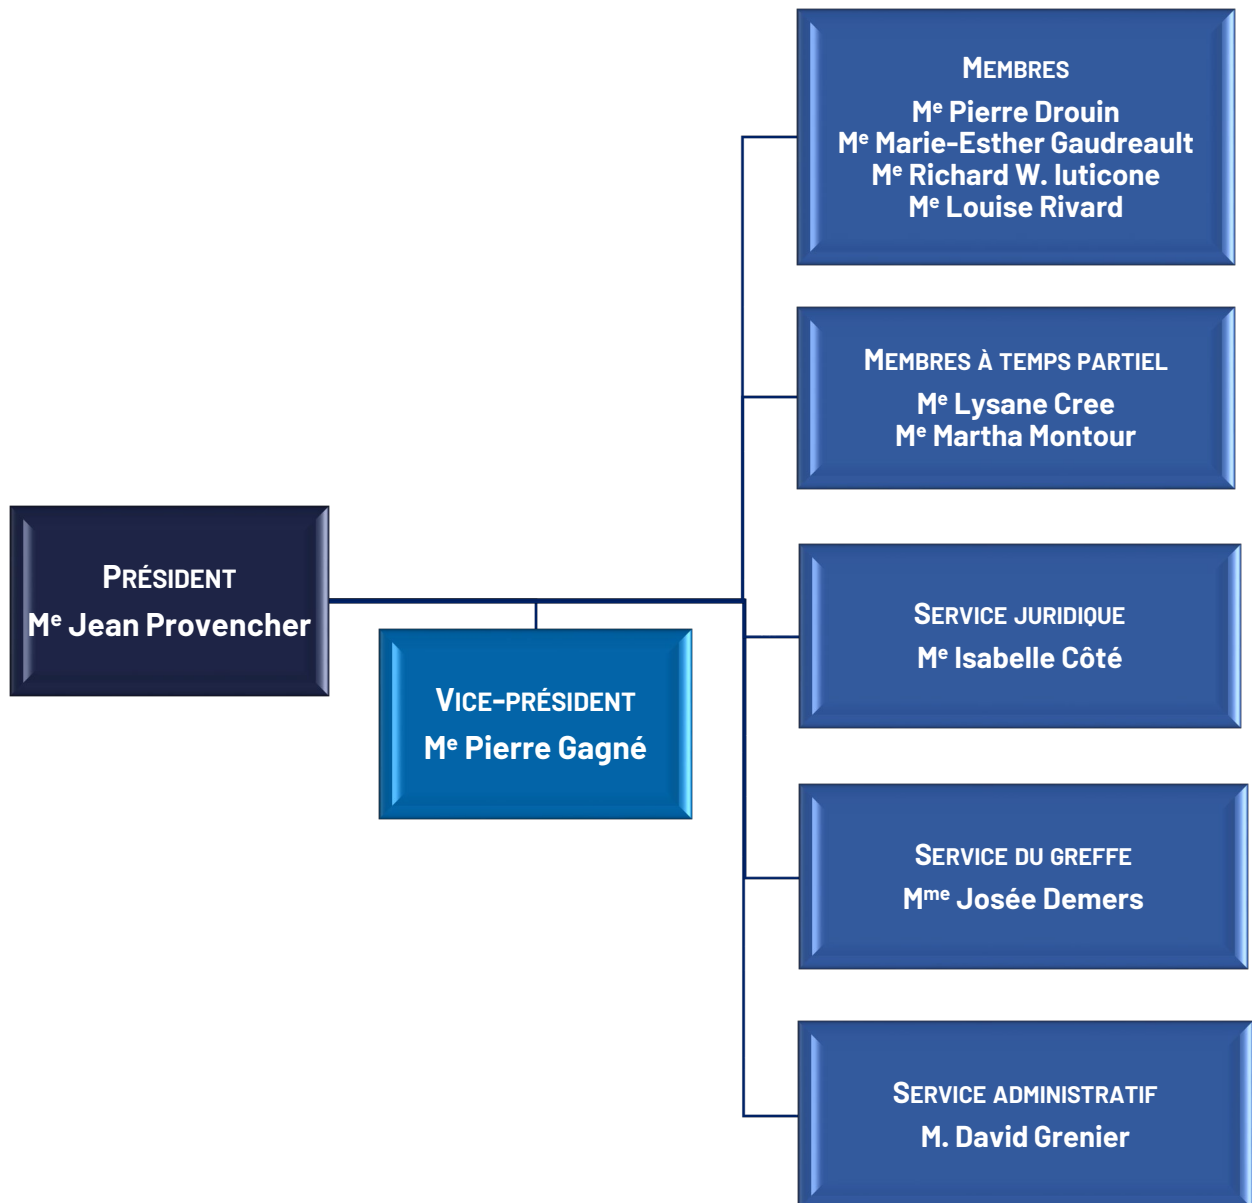 PRÉSIDENT
Mᵉ Jean Provencher
VICE-PRÉSIDENT
Mᵉ Pierre Gagné
MEMBRES
Mᵉ Pierre Drouin
Mᵉ Marie-Esther Gaudreault
Mᵉ Richard W. Iuticone
Mᵉ Louise Rivard
MEMBRES À TEMPS PARTIEL
Mᵉ Lysane Cree
Mᵉ Martha Montour
SERVICE JURIDIQUE
Mᵉ Isabelle Côté
SERVICE DU GREFFE
Mᵐᵉ Josée Demers
SERVICE ADMINISTRATIF
M. David Grenier